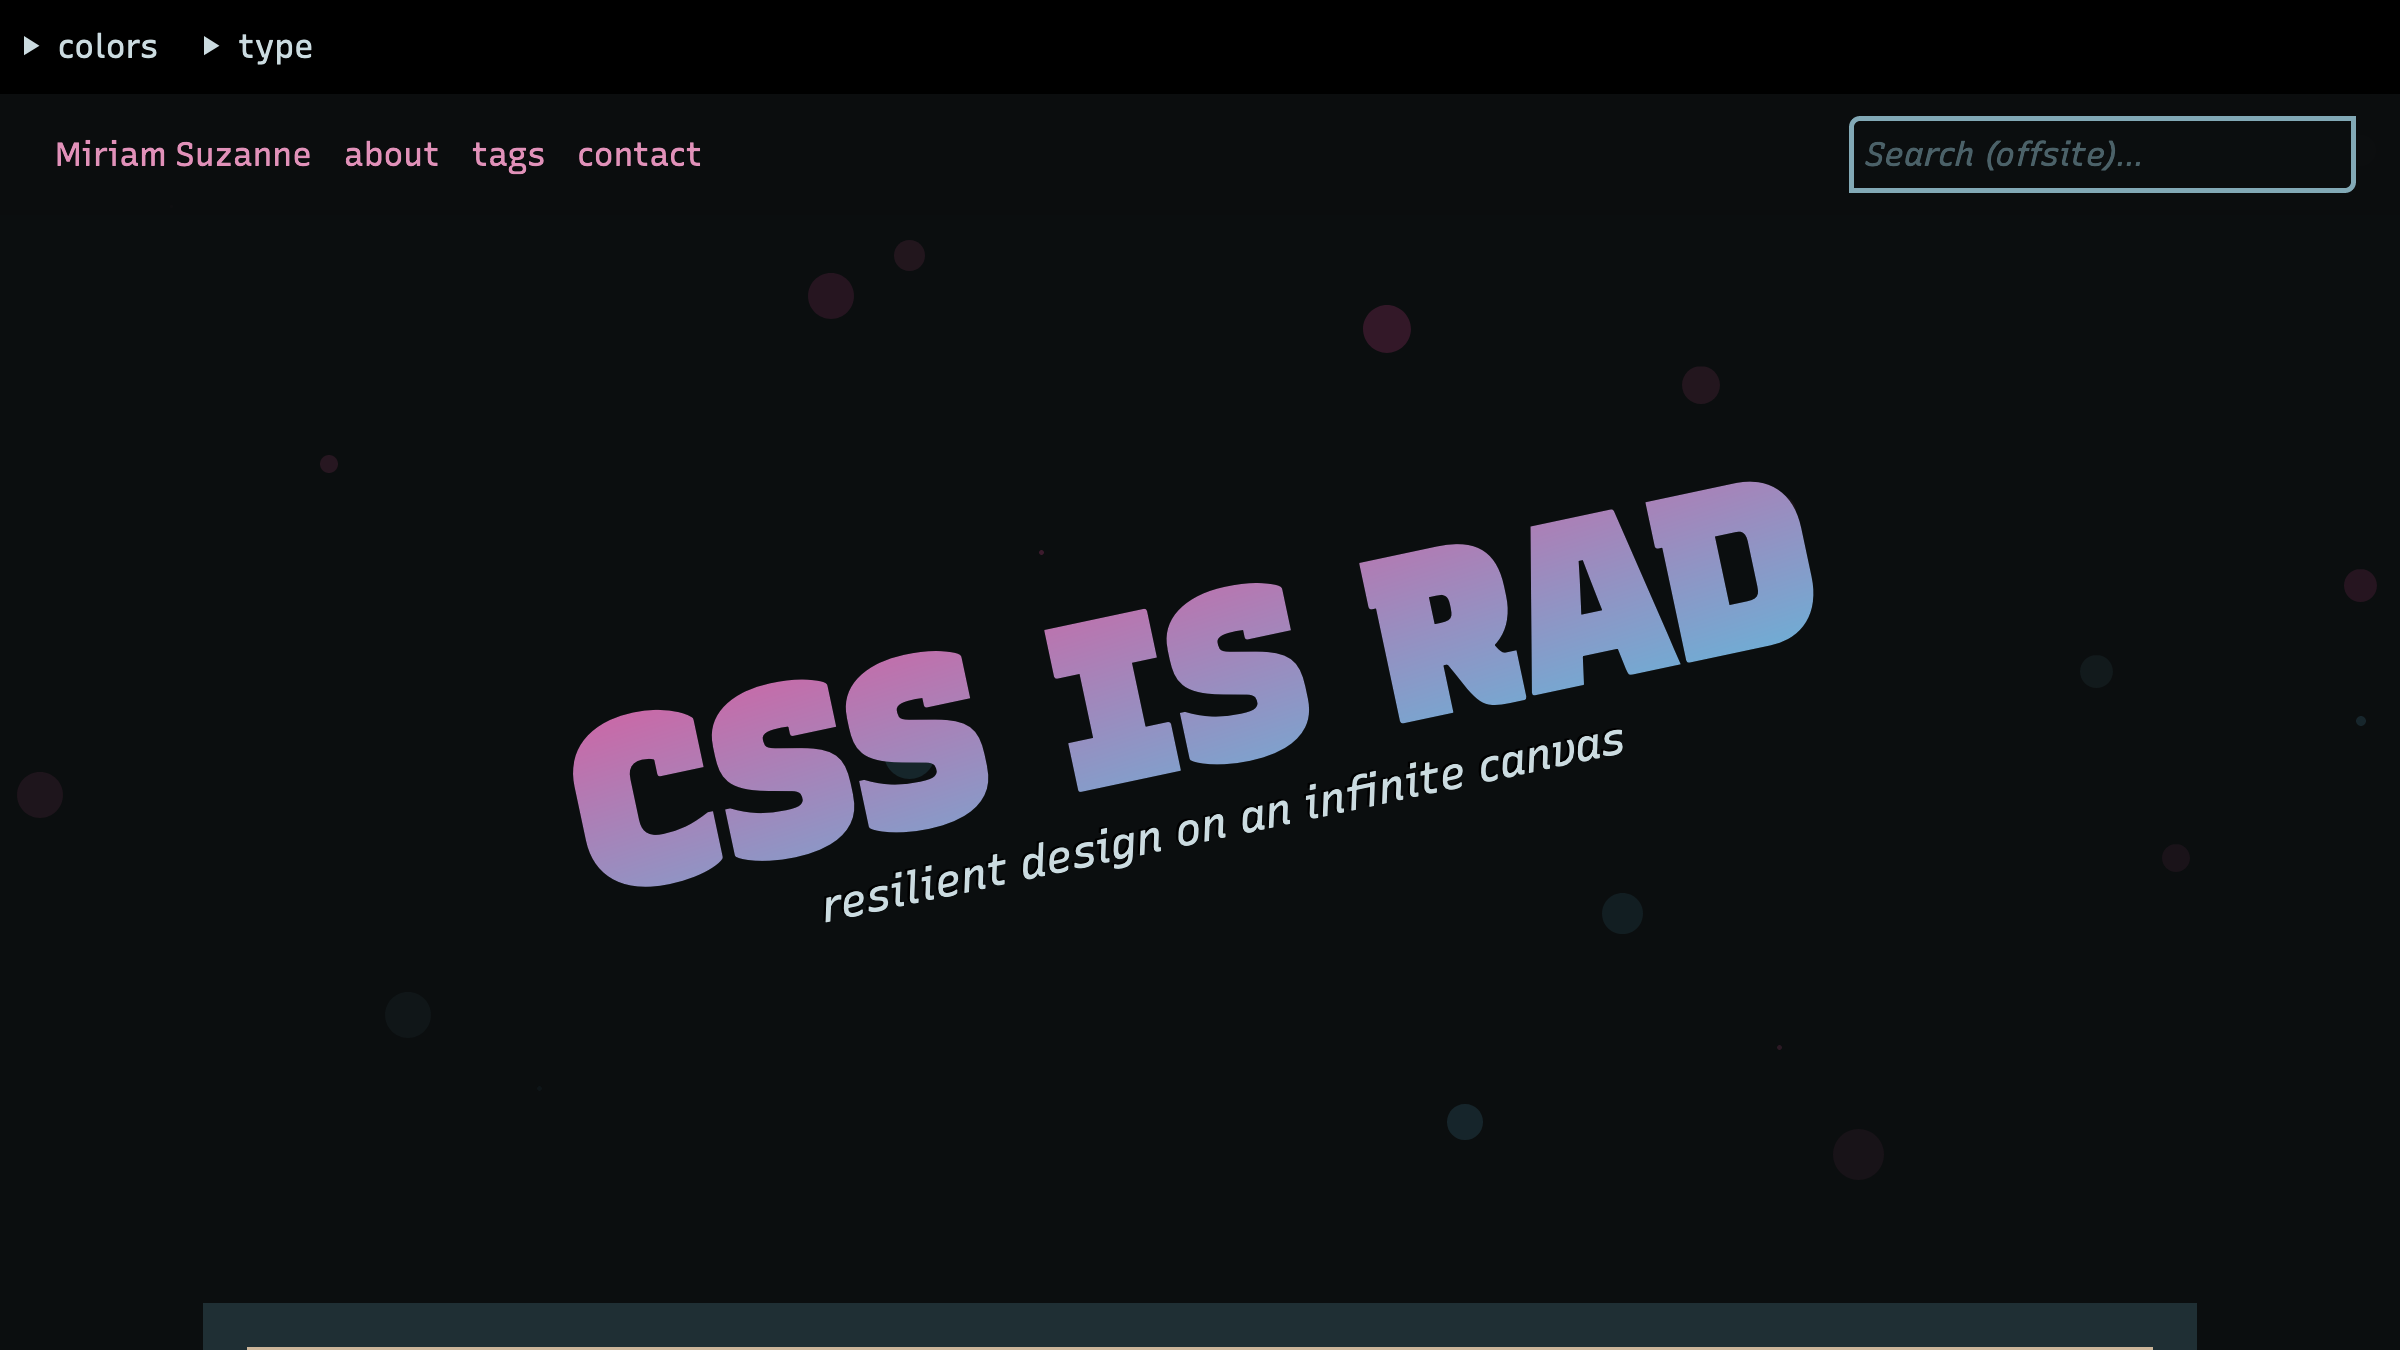 colors type
Miriam Suzanne about tags contact Search (offsite)...
CSS IS RAD
resilient design on an infinite canvas